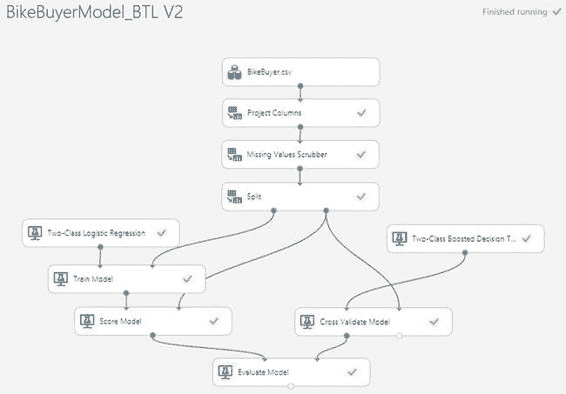 BikeBuyerModel_BTL V2
Finished running
BikeBuyer.csv
Project Columns
Missing Values Scrubber
Split
Two-Class Logistic Regression
Two-Class Boosted Decision T...
Train Model
Score Model
Cross Validate Model
Evaluate Model